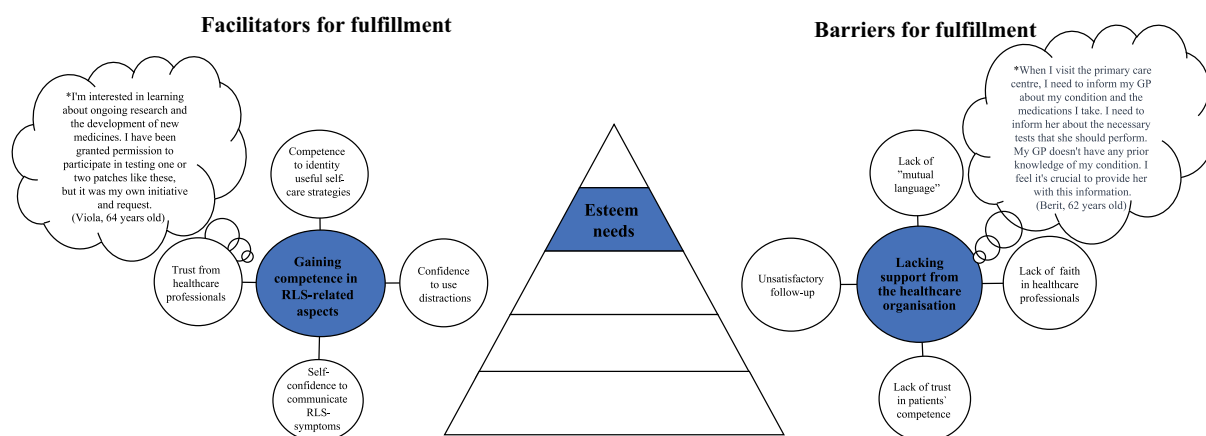 Facilitators for fulfillment
Barriers for fulfillment
*I'm interested in learning
about ongoing research and
the development of new
medicines. I have been
granted permission to
participate in testing one or
two patches like these,
but it was my own initiative
and request.
(Viola, 64 years old)
Competence
to identity
useful self-
care strategies
Trust from
healthcare
professionals
Gaining
competence in
RLS-related
aspects
Confidence
to use
distractions
Self-
confidence to
communicate
RLS-
symptoms
Esteem
needs
*When I visit the primary care
centre, I need to inform my GP
about my condition and the
medications I take. I need to
inform her about the necessary
tests that she should perform.
My GP doesn't have any prior
knowledge of my condition. I
feel it's crucial to provide her
with this information.
(Berit, 62 years old)
Lack of
”mutual
language”
Unsatisfactory
follow-up
Lacking
support from
the healthcare
organisation
Lack of faith
in healthcare
professionals
Lack of trust
in patients´
competence